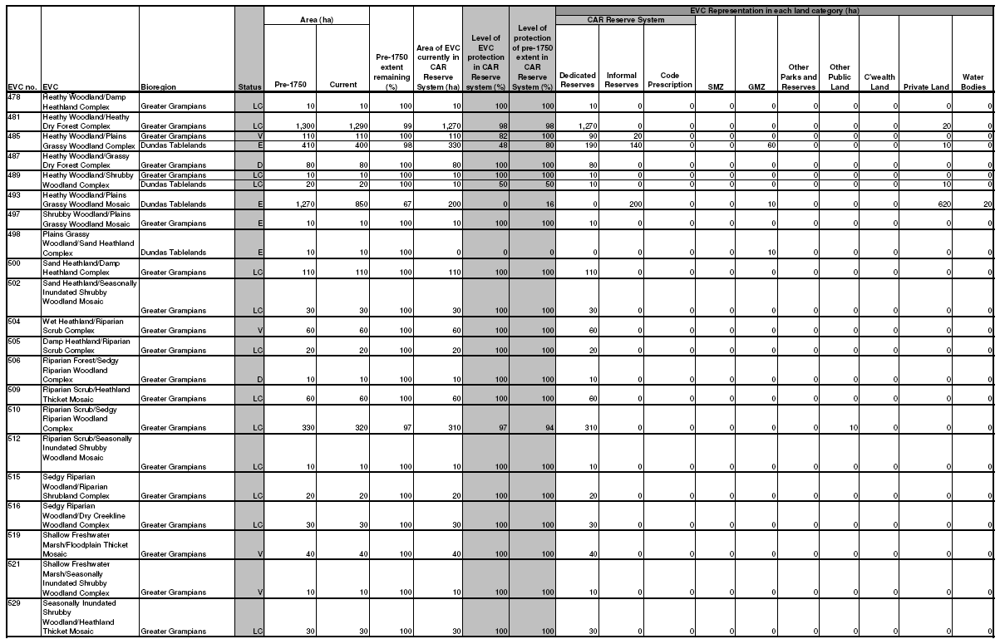 EVC Representation in each land category (ha)
Area (ha) CAR Reserve System
EVC no. EVC Bioregion Status Pre-1750 Current Pre-1750 extent remaining (%) Area of EVC currently in CAR Reserve System (ha) Level of EVC protection in CAR Reserve system (%) Level of protection of pre-1750 extent in CAR Reserve System (%) Dedicated Reserves Informal Reserves Code Prescription SMZ GMZ Other Parks and Reserves Other Public Land C'wealth Land Private Land Water Bodies
478 Heathy Woodland/Damp
Heathland Complex Greater Grampians LC 10 10 100 10 100 100 10 0 0 0 0 0 0 0 0 0
481 Heathy Woodland/Heathy
Dry Forest Complex Greater Grampians LC 1,300 1,290 99 1,270 98 98 1,270 0 0 0 0 0 0 0 20 0
485 Heathy Woodland/Plains Greater Grampians V 110 110 100 110 82 100 90 20 0 0 0 0 0 0 0 0
Grassy Woodland Complex Dundas Tablelands E 410 400 98 330 48 80 190 140 0 0 60 0 0 0 10 0
487 Heathy Woodland/Grassy
Dry Forest Complex Greater Grampians D 80 80 100 80 100 100 80 0 0 0 0 0 0 0 0 0
489 Heathy Woodland/Shrubby Greater Grampians LC 10 10 100 10 100 100 10 0 0 0 0 0 0 0 0 0
Woodland Complex Dundas Tablelands LC 20 20 100 10 50 50 10 0 0 0 0 0 0 0 10 0
493 Heathy Woodland/Plains
Grassy Woodland Mosaic Dundas Tablelands E 1,270 850 67 200 0 16 0 200 0 0 10 0 0 0 620 20
497 Shrubby Woodland/Plains
Grassy Woodland Mosaic Greater Grampians E 10 10 100 10 100 100 10 0 0 0 0 0 0 0 0 0
498 Plains Grassy
Woodland/Sand Heathland
Complex Dundas Tablelands E 10 10 100 0 0 0 0 0 0 0 10 0 0 0 0 0
500 Sand Heathland/Damp
Heathland Complex Greater Grampians LC 110 110 100 110 100 100 110 0 0 0 0 0 0 0 0 0
502 Sand Heathland/Seasonally
Inundated Shrubby
Woodland Mosaic
Greater Grampians LC 30 30 100 30 100 100 30 0 0 0 0 0 0 0 0 0
504 Wet Heathland/Riparian
Scrub Complex Greater Grampians V 60 60 100 60 100 100 60 0 0 0 0 0 0 0 0 0
505 Damp Heathland/Riparian
Scrub Complex Greater Grampians LC 20 20 100 20 100 100 20 0 0 0 0 0 0 0 0 0
506 Riparian Forest/Sedgy
Riparian Woodland
Complex Greater Grampians D 10 10 100 10 100 100 10 0 0 0 0 0 0 0 0 0
509 Riparian Scrub/Heathland
Thicket Mosaic Greater Grampians LC 60 60 100 60 100 100 60 0 0 0 0 0 0 0 0 0
510 Riparian Scrub/Sedgy
Riparian Woodland
Complex Greater Grampians LC 330 320 97 310 97 94 310 0 0 0 0 0 10 0 0 0
512 Riparian Scrub/Seasonally
Inundated Shrubby
Woodland Mosaic
Greater Grampians LC 10 10 100 10 100 100 10 0 0 0 0 0 0 0 0 0
515 Sedgy Riparian
Woodland/Riparian
Shrubland Complex Greater Grampians LC 20 20 100 20 100 100 20 0 0 0 0 0 0 0 0 0
516 Sedgy Riparian
Woodland/Dry Creekline
Woodland Complex Greater Grampians LC 30 30 100 30 100 100 30 0 0 0 0 0 0 0 0 0
519 Shallow Freshwater
Marsh/Floodplain Thicket
Mosaic Greater Grampians V 40 40 100 40 100 100 40 0 0 0 0 0 0 0 0 0
521 Shallow Freshwater
Marsh/Seasonally
Inundated Shrubby
Woodland Complex Greater Grampians V 10 10 100 10 100 100 10 0 0 0 0 0 0 0 0 0
529 Seasonally Inundated
Shrubby
Woodland/Heathland
Thicket Mosaic Greater Grampians LC 30 30 100 30 100 100 30 0 0 0 0 0 0 0 0 0